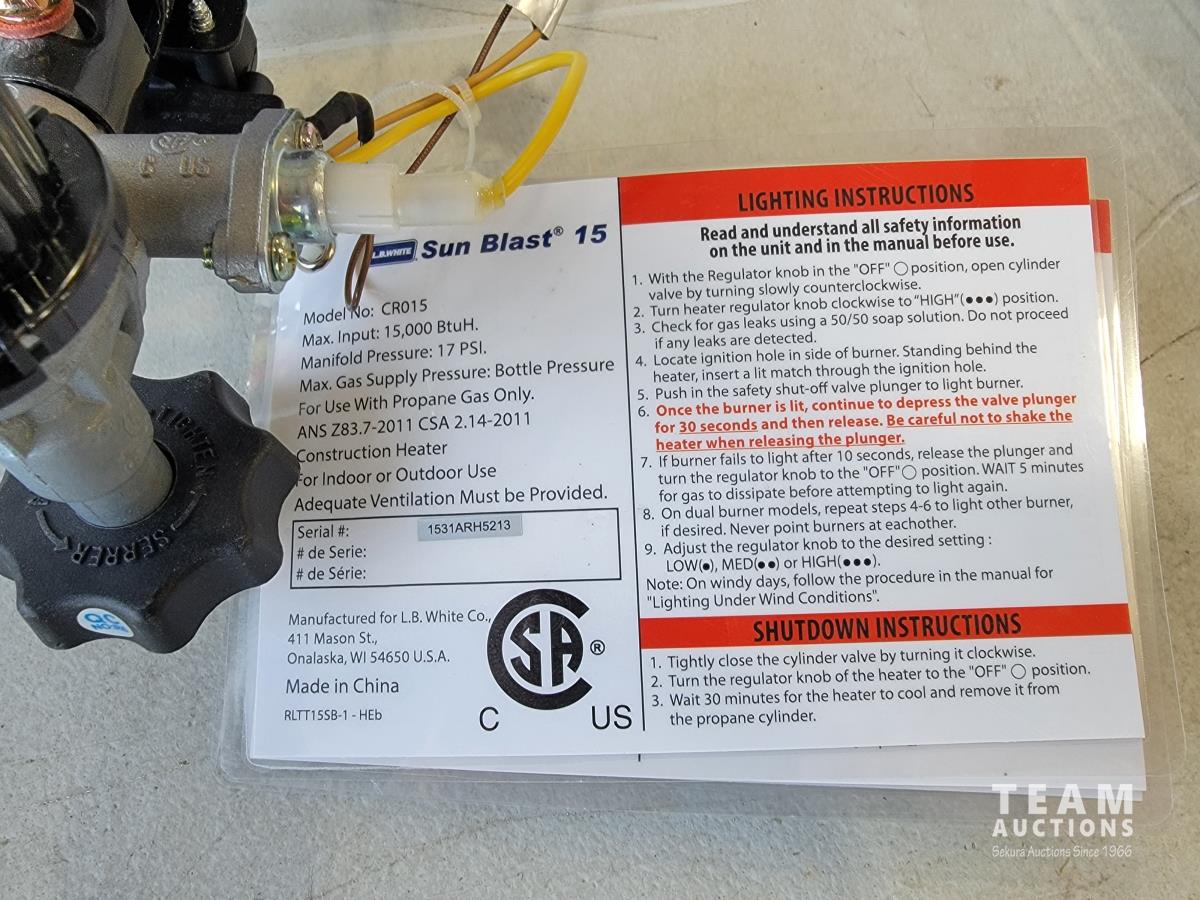 6 05
TIGHTEN
SERRER
QC
L.B.WHITE Sun Blast® 15
Model No: CR015
Max. Input: 15,000 BtuH.
Manifold Pressure: 17 PSI.
Max. Gas Supply Pressure: Bottle Pressure
For Use With Propane Gas Only.
ANS Z83.7-2011 CSA 2.14-2011
Construction Heater
For Indoor or Outdoor Use
Adequate Ventilation Must be Provided.
Serial #: 1531ARH5213
# de Serie:
# de Série:
Manufactured for L.B. White Co.,
411 Mason St.,
Onalaska, WI 54650 U.S.A.
Made in China
RLTT15SB-1 - HEb
CSA®
C US
LIGHTING INSTRUCTIONS
Read and understand all safety information
on the unit and in the manual before use.
1. With the Regulator knob in the "OFF" ○ position, open cylinder
valve by turning slowly counterclockwise.
2. Turn heater regulator knob clockwise to "HIGH"(●●●) position.
3. Check for gas leaks using a 50/50 soap solution. Do not proceed
if any leaks are detected.
4. Locate ignition hole in side of burner. Standing behind the
heater, insert a lit match through the ignition hole.
5. Push in the safety shut-off valve plunger to light burner.
6. Once the burner is lit, continue to depress the valve plunger
for 30 seconds and then release. Be careful not to shake the
heater when releasing the plunger.
7. If burner fails to light after 10 seconds, release the plunger and
turn the regulator knob to the "OFF" ○ position. WAIT 5 minutes
for gas to dissipate before attempting to light again.
8. On dual burner models, repeat steps 4-6 to light other burner,
if desired. Never point burners at eachother.
9. Adjust the regulator knob to the desired setting :
LOW(●), MED(●●) or HIGH(●●●).
Note: On windy days, follow the procedure in the manual for
"Lighting Under Wind Conditions".
SHUTDOWN INSTRUCTIONS
1. Tightly close the cylinder valve by turning it clockwise.
2. Turn the regulator knob of the heater to the "OFF" ○ position.
3. Wait 30 minutes for the heater to cool and remove it from
the propane cylinder.
TEAM
AUCTIONS
Sekura Auctions Since 1966